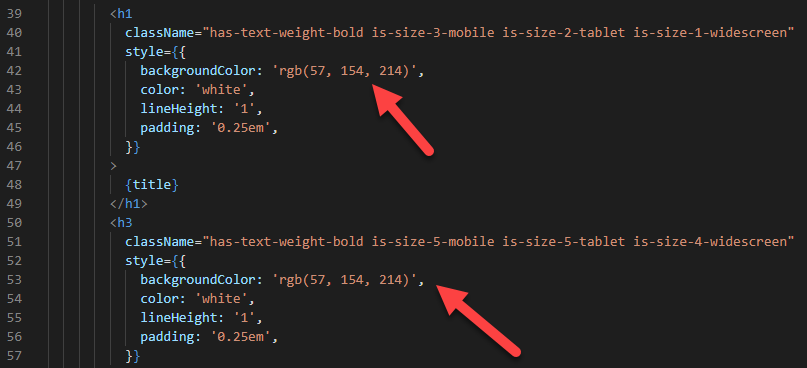 39 <h1
40 className="has-text-weight-bold is-size-3-mobile is-size-2-tablet is-size-1-widescreen"
41 style={{
42 backgroundColor: 'rgb(57, 154, 214)',
43 color: 'white',
44 lineHeight: '1',
45 padding: '0.25em',
46 }}
47 >
48 {title}
49 </h1>
50 <h3
51 className="has-text-weight-bold is-size-5-mobile is-size-5-tablet is-size-4-widescreen"
52 style={{
53 backgroundColor: 'rgb(57, 154, 214)',
54 color: 'white',
55 lineHeight: '1',
56 padding: '0.25em',
57 }}